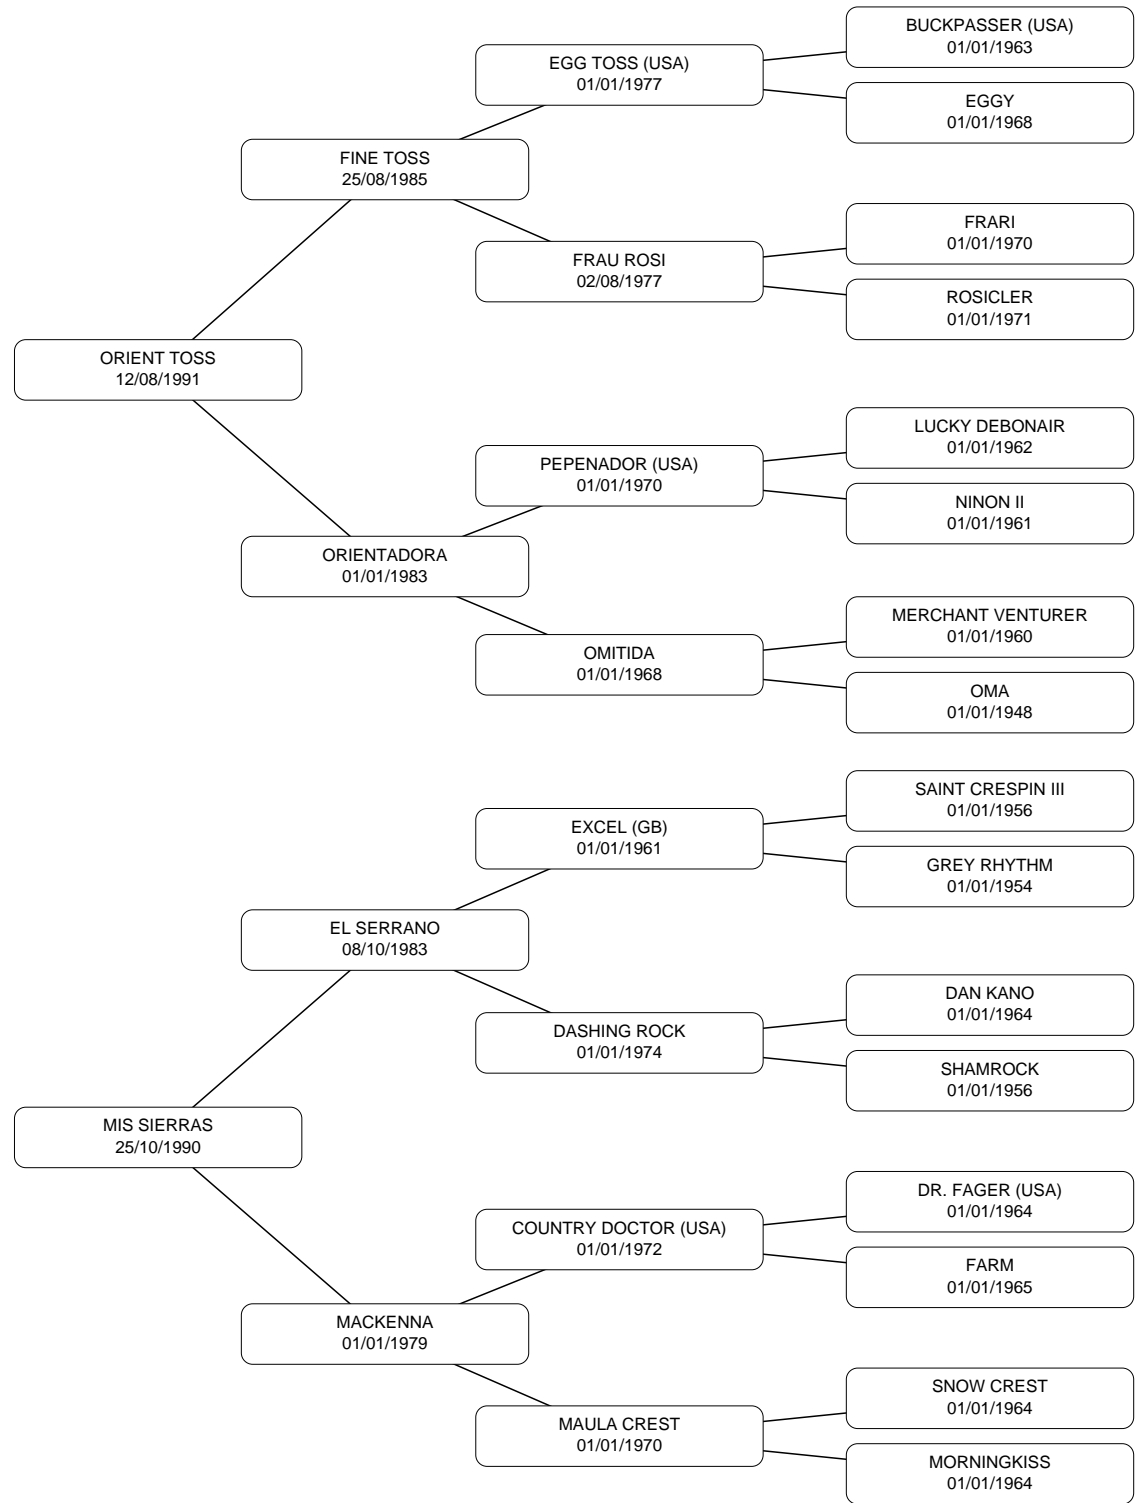 BUCKPASSER (USA)
01/01/1963
EGG TOSS (USA)
01/01/1977
EGGY
01/01/1968
FINE TOSS
25/08/1985
FRARI
01/01/1970
FRAU ROSI
02/08/1977
ROSICLER
01/01/1971
ORIENT TOSS
12/08/1991
LUCKY DEBONAIR
01/01/1962
PEPENADOR (USA)
01/01/1970
NINON II
01/01/1961
ORIENTADORA
01/01/1983
MERCHANT VENTURER
01/01/1960
OMITIDA
01/01/1968
OMA
01/01/1948
SAINT CRESPIN III
01/01/1956
EXCEL (GB)
01/01/1961
GREY RHYTHM
01/01/1954
EL SERRANO
08/10/1983
DAN KANO
01/01/1964
DASHING ROCK
01/01/1974
SHAMROCK
01/01/1956
MIS SIERRAS
25/10/1990
DR. FAGER (USA)
01/01/1964
COUNTRY DOCTOR (USA)
01/01/1972
FARM
01/01/1965
MACKENNA
01/01/1979
SNOW CREST
01/01/1964
MAULA CREST
01/01/1970
MORNINGKISS
01/01/1964